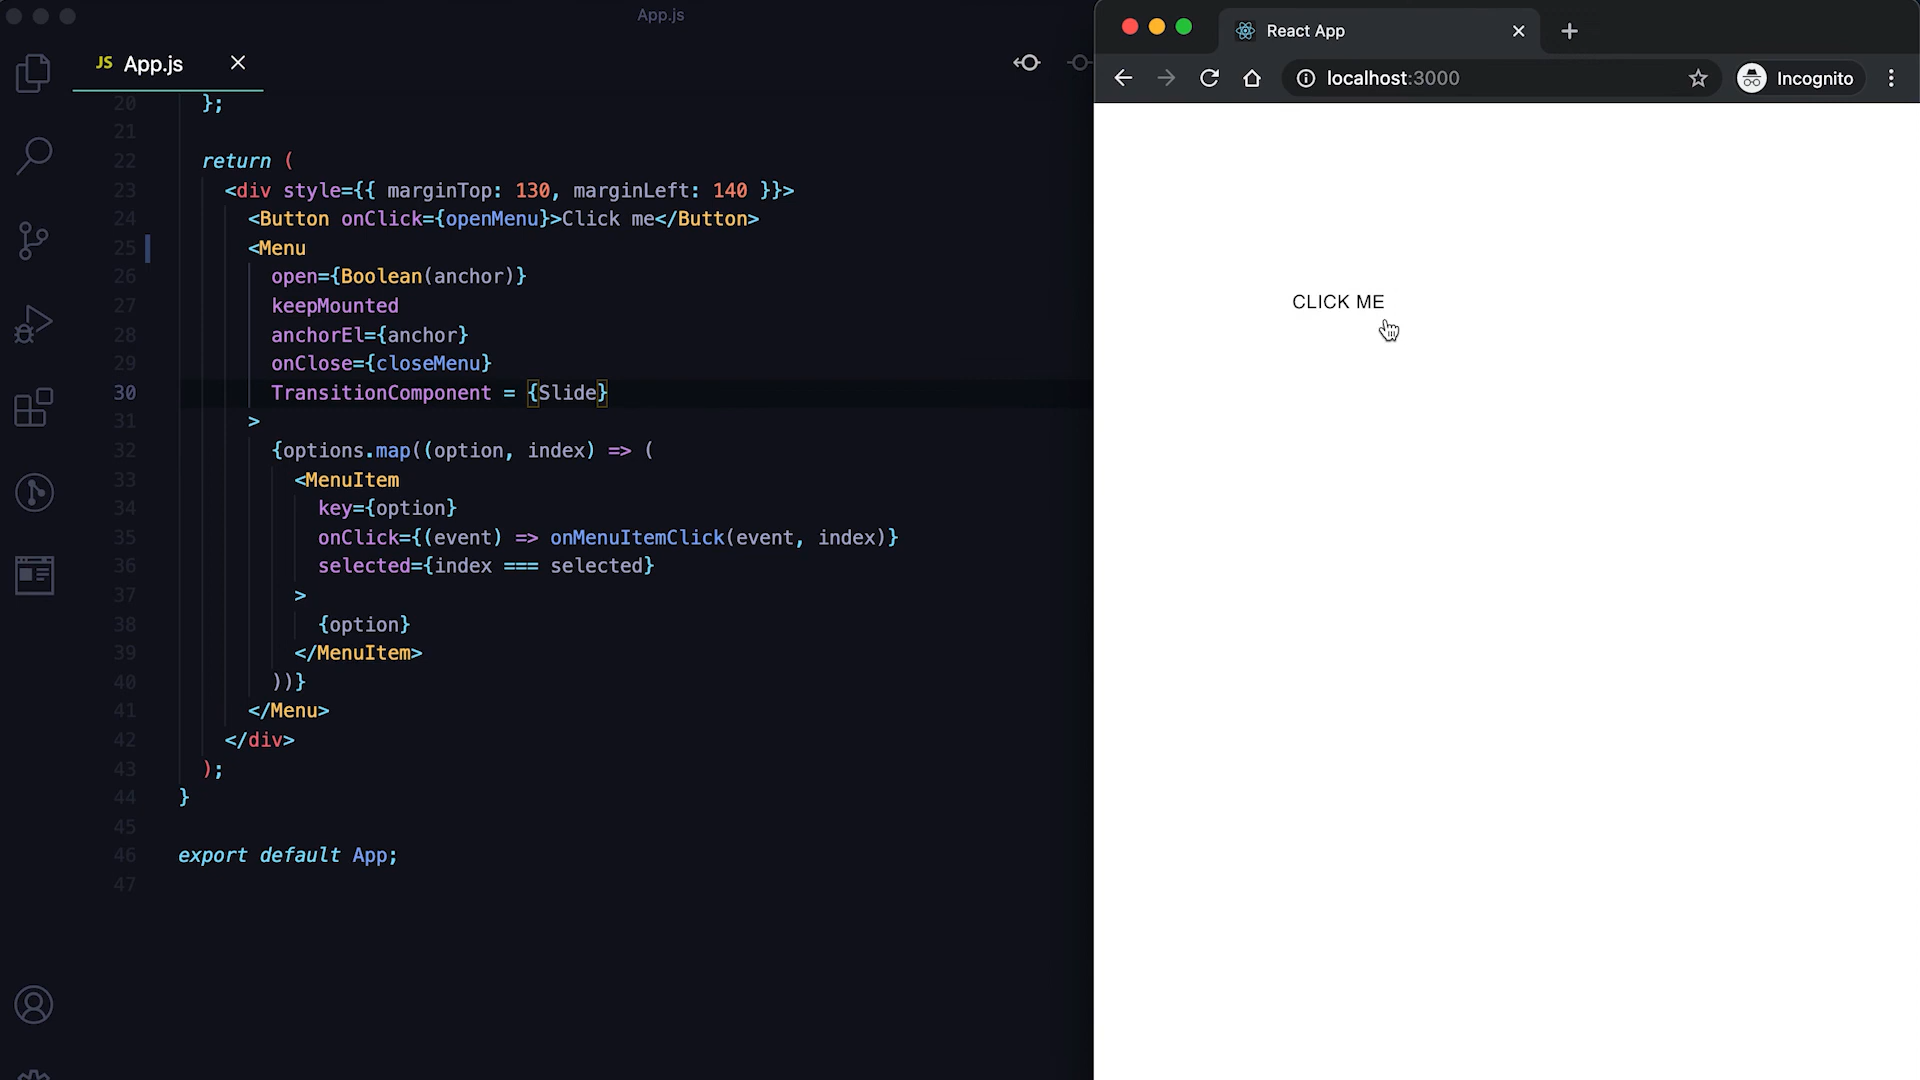 App.js
JS App.js
20 };
21
22 return (
23 <div style={{ marginTop: 130, marginLeft: 140 }}>
24 <Button onClick={openMenu}>Click me</Button>
25 <Menu
26 open={Boolean(anchor)}
27 keepMounted
28 anchorEl={anchor}
29 onClose={closeMenu}
30 TransitionComponent = {Slide}
31 >
32 {options.map((option, index) => (
33 <MenuItem
34 key={option}
35 onClick={(event) => onMenuItemClick(event, index)}
36 selected={index === selected}
37 >
38 {option}
39 </MenuItem>
40 ))}
41 </Menu>
42 </div>
43 );
44 }
45
46 export default App;
47
React App
localhost:3000
Incognito
CLICK ME